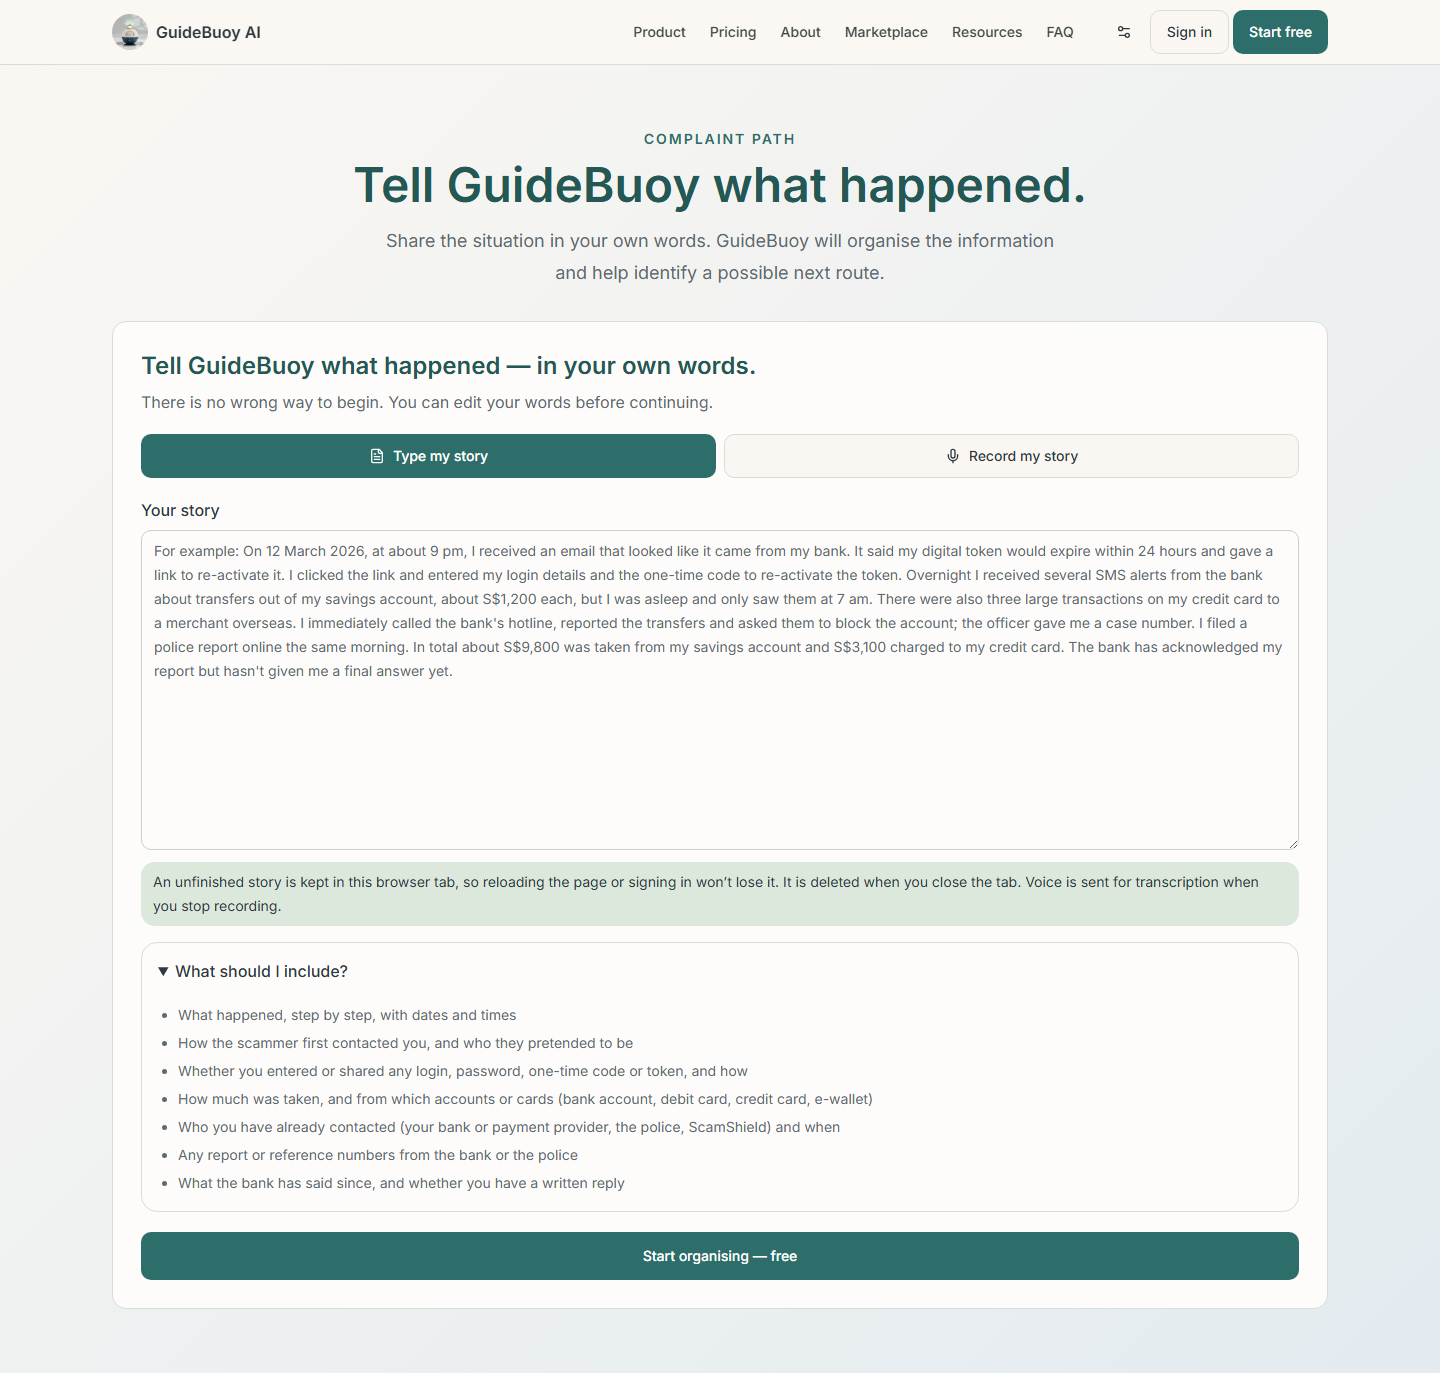 GuideBuoy AI
Product
Pricing
About
Marketplace
Resources
FAQ
Sign in
Start free
COMPLAINT PATH
Tell GuideBuoy what happened.
Share the situation in your own words. GuideBuoy will organise the information
and help identify a possible next route.
Tell GuideBuoy what happened — in your own words.
There is no wrong way to begin. You can edit your words before continuing.
Type my story
Record my story
Your story
For example: On 12 March 2026, at about 9 pm, I received an email that looked like it came from my bank. It said my digital token would expire within 24 hours and gave a
link to re-activate it. I clicked the link and entered my login details and the one-time code to re-activate the token. Overnight I received several SMS alerts from the bank
about transfers out of my savings account, about S$1,200 each, but I was asleep and only saw them at 7 am. There were also three large transactions on my credit card to
a merchant overseas. I immediately called the bank's hotline, reported the transfers and asked them to block the account; the officer gave me a case number. I filed a
police report online the same morning. In total about S$9,800 was taken from my savings account and S$3,100 charged to my credit card. The bank has acknowledged my
report but hasn't given me a final answer yet.
An unfinished story is kept in this browser tab, so reloading the page or signing in won't lose it. It is deleted when you close the tab. Voice is sent for transcription when
you stop recording.
▼ What should I include?
• What happened, step by step, with dates and times
• How the scammer first contacted you, and who they pretended to be
• Whether you entered or shared any login, password, one-time code or token, and how
• How much was taken, and from which accounts or cards (bank account, debit card, credit card, e-wallet)
• Who you have already contacted (your bank or payment provider, the police, ScamShield) and when
• Any report or reference numbers from the bank or the police
• What the bank has said since, and whether you have a written reply
Start organising — free